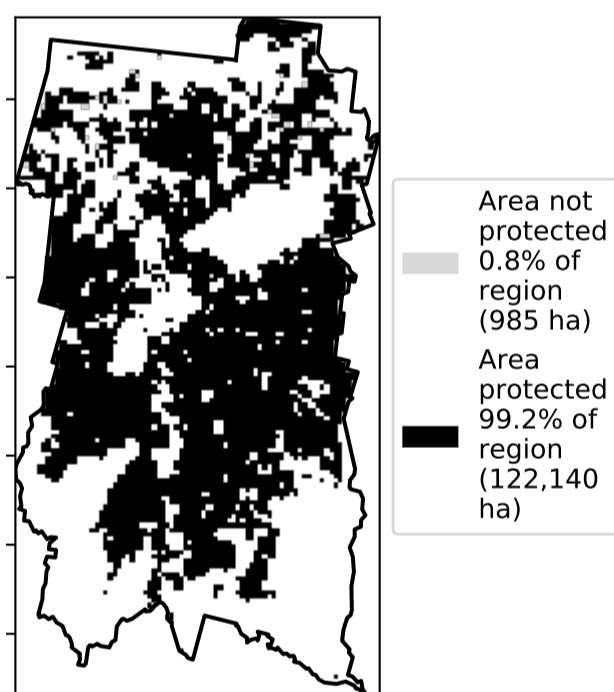 Area not
protected
0.8% of
region
(985 ha)
Area
protected
99.2% of
region
(122,140
ha)